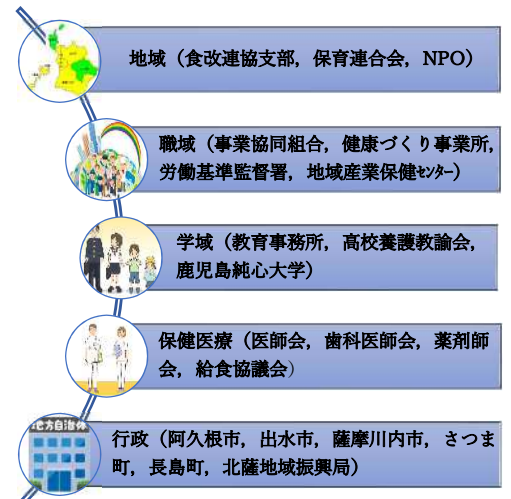 地域（食改連協支部，保育連合会，NPO）
職域（事業協同組合，健康づくり事業所，
労働基準監督署，地域産業保健ｾﾝﾀｰ）
学域（教育事務所，高校養護教諭会，
鹿児島純心大学）
保健医療（医師会，歯科医師会，薬剤師
会，給食協議会）
地方自治体
行政（阿久根市，出水市，薩摩川内市，さつま
町，長島町，北薩地域振興局）